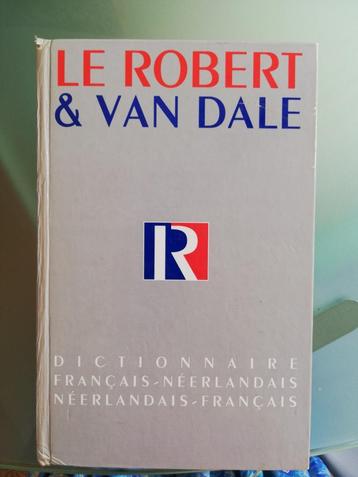 LE ROBERT
& VAN DALE
R
DICTIONNAIRE
FRANÇAIS-NÉERLANDAIS
NÉERLANDAIS-FRANÇAIS